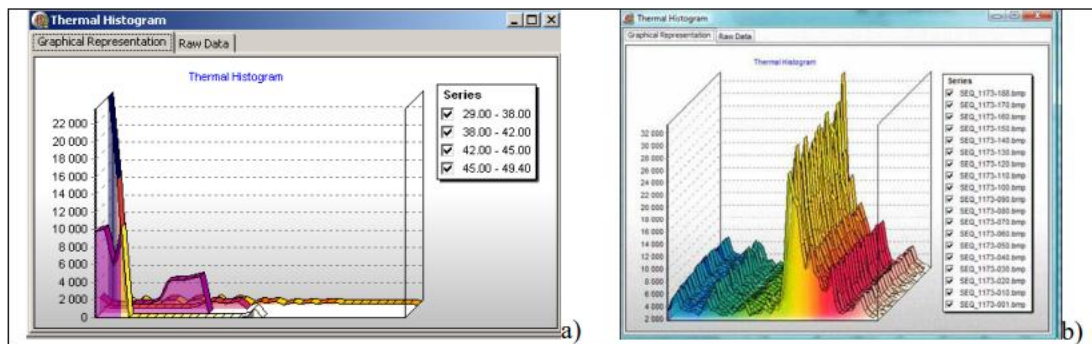 Thermal Histogram
Graphical Representation
Raw Data
Thermal Histogram
22 000
20 000
18 000
16 000
14 000
12 000
10 000
8 000
6 000
4 000
2 000
0
Series
29.00 - 38.00
38.00 - 42.00
42.00 - 45.00
45.00 - 49.40
a)
Thermal Histogram
Graphical Representation
Raw Data
Thermal Histogram
32 000
30 000
28 000
26 000
24 000
22 000
20 000
18 000
16 000
14 000
12 000
10 000
8 000
6 000
4 000
2 000
Series
SEQ_1173-188.bmp
SEQ_1173-170.bmp
SEQ_1173-160.bmp
SEQ_1173-150.bmp
SEQ_1173-140.bmp
SEQ_1173-130.bmp
SEQ_1173-120.bmp
SEQ_1173-110.bmp
SEQ_1173-100.bmp
SEQ_1173-090.bmp
SEQ_1173-080.bmp
SEQ_1173-070.bmp
SEQ_1173-060.bmp
SEQ_1173-050.bmp
SEQ_1173-040.bmp
SEQ_1173-030.bmp
SEQ_1173-020.bmp
SEQ_1173-010.bmp
SEQ_1173-001.bmp
b)